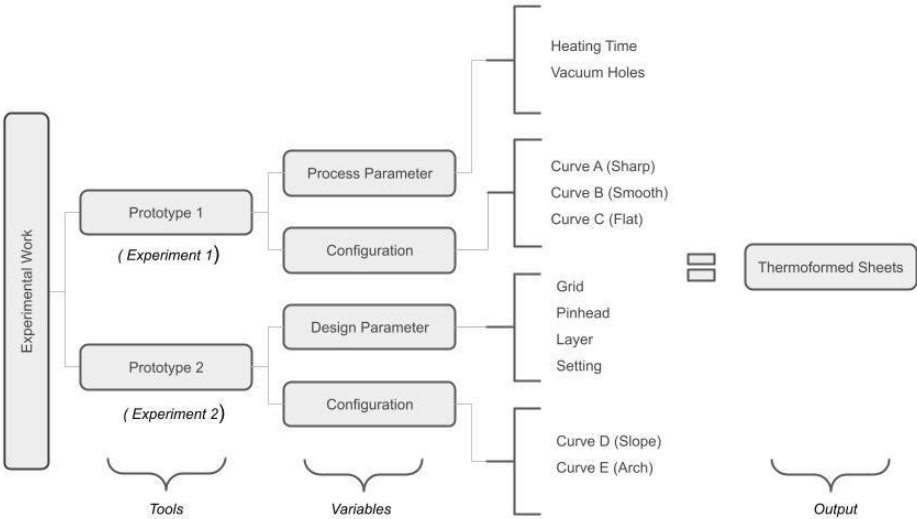 Experimental Work
Prototype 1
( Experiment 1)
Prototype 2
( Experiment 2)
Process Parameter
Configuration
Design Parameter
Configuration
Heating Time
Vacuum Holes
Curve A (Sharp)
Curve B (Smooth)
Curve C (Flat)
Grid
Pinhead
Layer
Setting
Curve D (Slope)
Curve E (Arch)
Thermoformed Sheets
Tools
Variables
Output